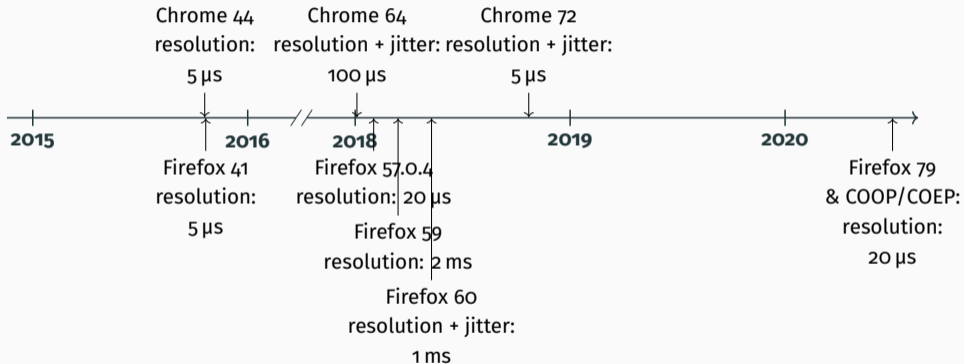 Chrome 44
resolution:
5 µs
Chrome 64
resolution + jitter:
100 µs
Chrome 72
resolution + jitter:
5 µs
2015
2016
2018
2019
2020
Firefox 41
resolution:
5 µs
Firefox 57.0.4
resolution: 20 µs
Firefox 59
resolution: 2 ms
Firefox 60
resolution + jitter:
1 ms
Firefox 79
& COOP/COEP:
resolution:
20 µs